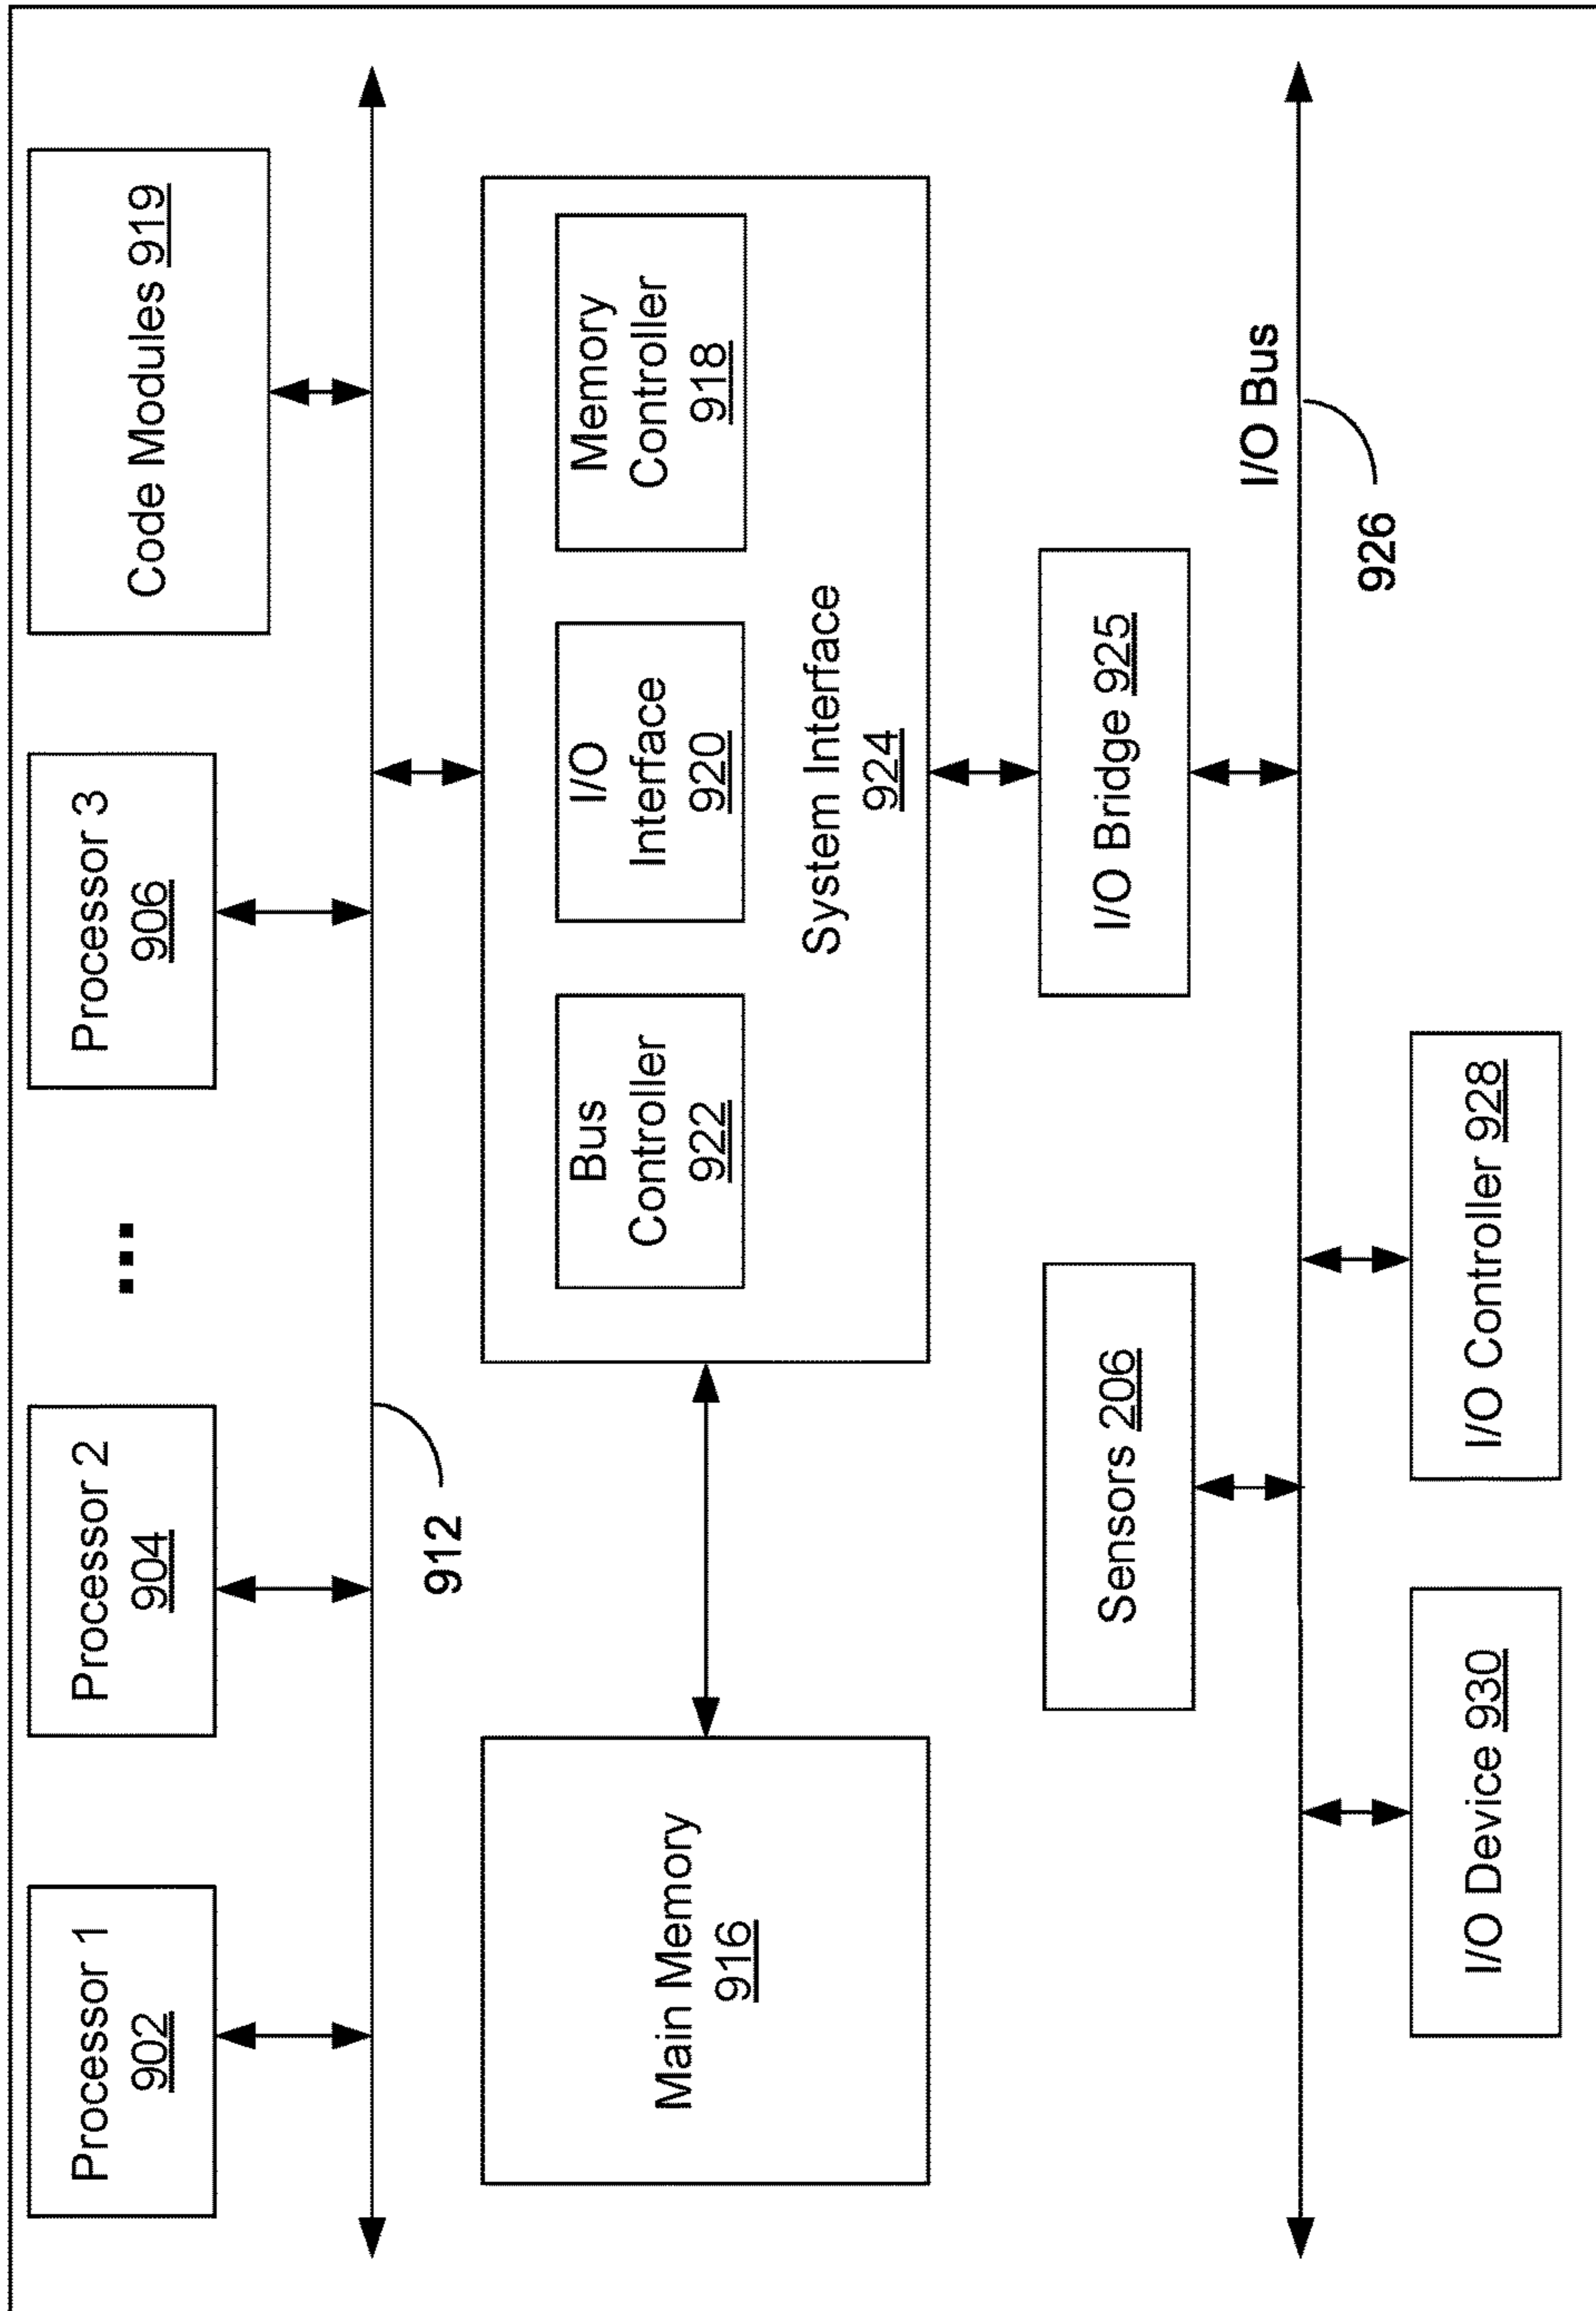 Processor 1
902
Processor 2
904
...
Processor 3
906
Code Modules 919
912
Main Memory
916
Bus
Controller
922
I/O
Interface
920
Memory
Controller
918
System Interface
924
Sensors 206
I/O Bridge 925
I/O Bus
926
I/O Device 930
I/O Controller 928